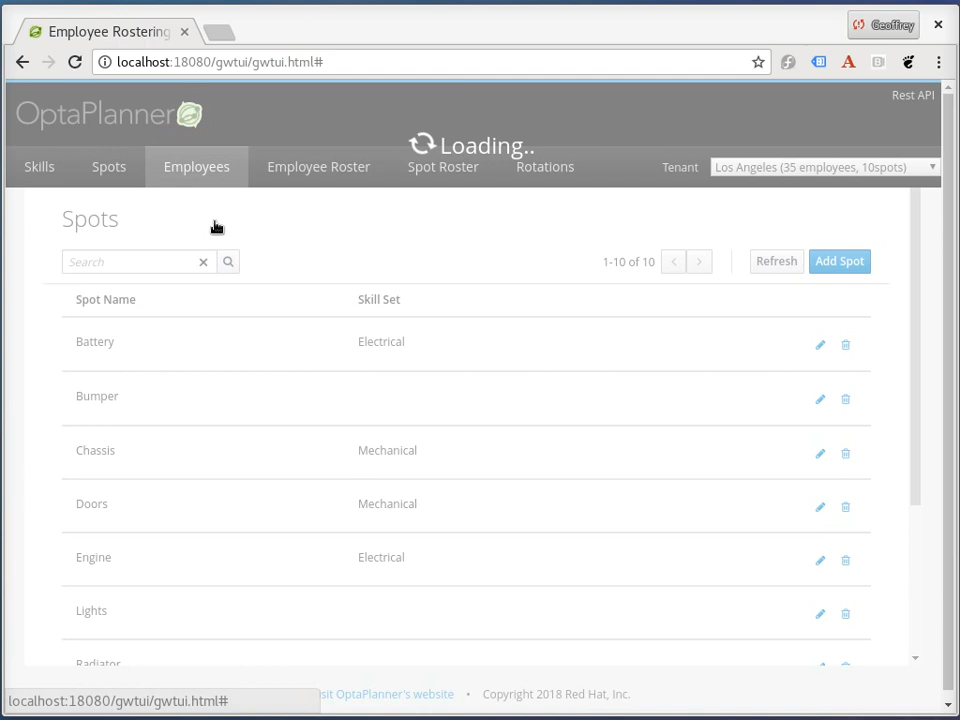 Employee Rostering
Geoffrey
localhost:18080/gwtui/gwtui.html#
Rest API
OptaPlanner
Loading..
Skills Spots Employees Employee Roster Spot Roster Rotations Tenant Los Angeles (35 employees, 10spots)
Spots
Search 1-10 of 10 Refresh Add Spot
Spot Name Skill Set
Battery Electrical
Bumper
Chassis Mechanical
Doors Mechanical
Engine Electrical
Lights
Radiator
localhost:18080/gwtui/gwtui.html# isit OptaPlanner's website • Copyright 2018 Red Hat, Inc.